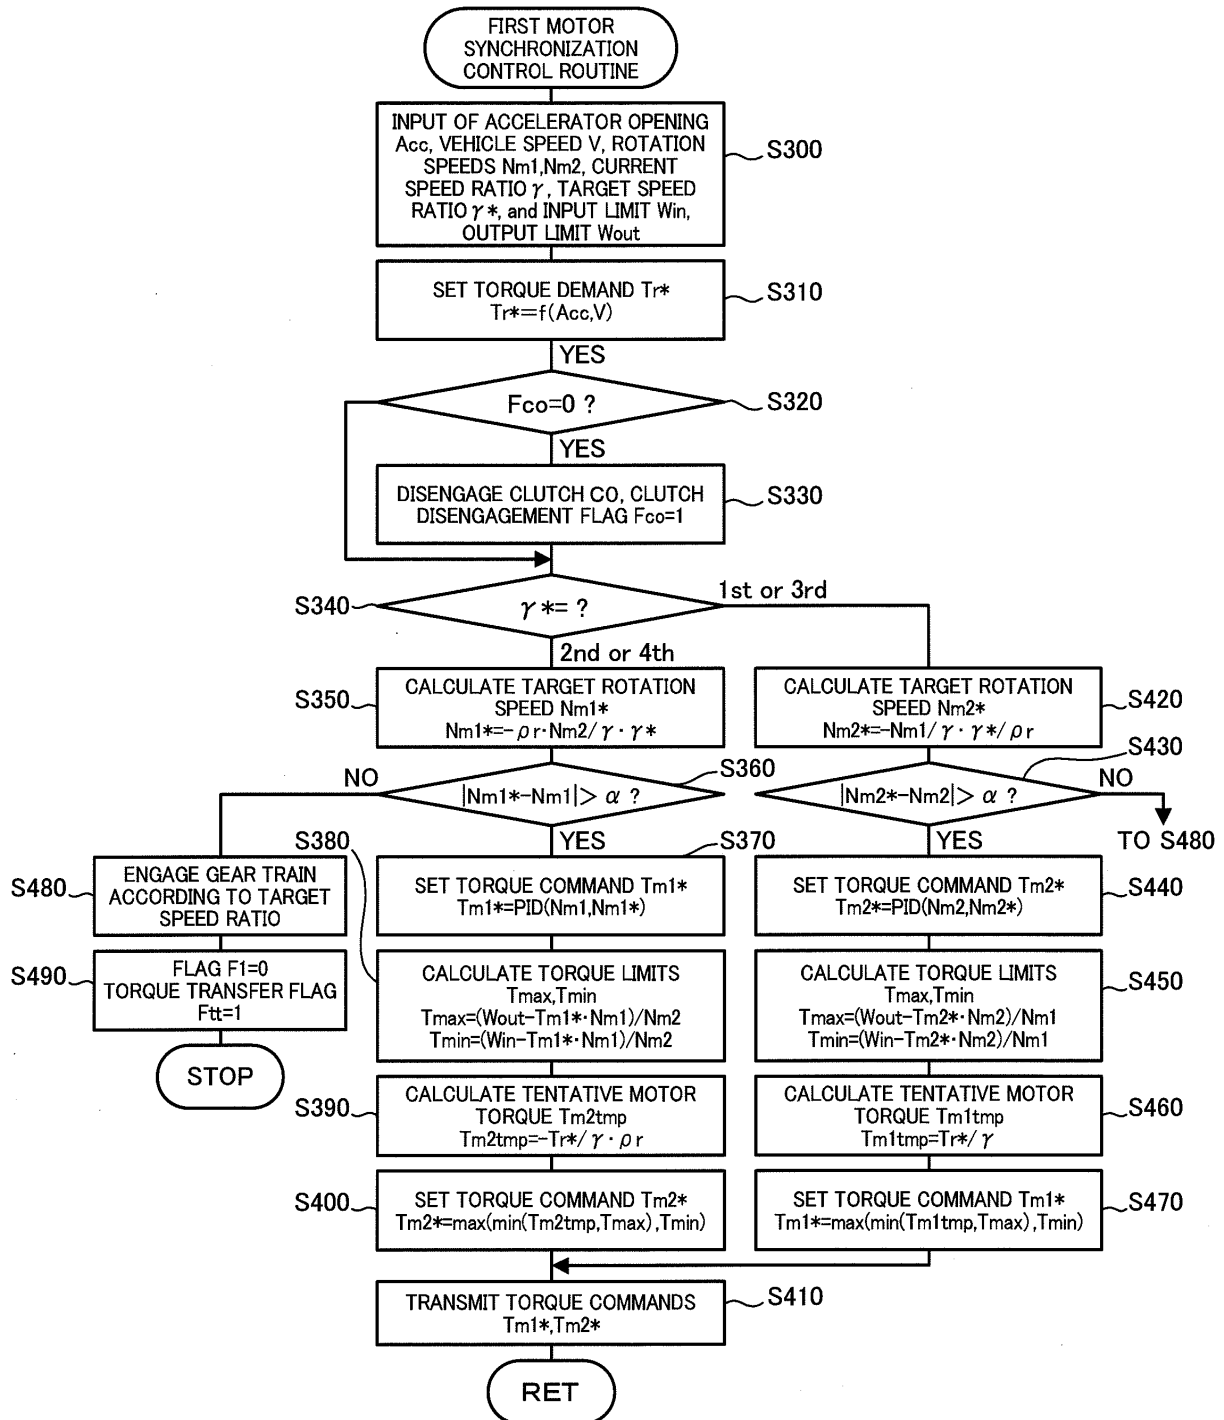 FIRST MOTOR
SYNCHRONIZATION
CONTROL ROUTINE
INPUT OF ACCELERATOR OPENING
Acc, VEHICLE SPEED V, ROTATION
SPEEDS Nm1,Nm2, CURRENT
SPEED RATIO γ, TARGET SPEED
RATIO γ*, and INPUT LIMIT Win,
OUTPUT LIMIT Wout
S300
SET TORQUE DEMAND Tr*
Tr*=f(Acc,V)
S310
YES
Fco=0 ?
S320
YES
DISENGAGE CLUTCH C0, CLUTCH
DISENGAGEMENT FLAG Fco=1
S330
S340
γ*= ?
1st or 3rd
2nd or 4th
S350
CALCULATE TARGET ROTATION
SPEED Nm1*
Nm1*=-ρr·Nm2/γ·γ*
CALCULATE TARGET ROTATION
SPEED Nm2*
Nm2*=-Nm1/γ·γ*/ρr
S420
NO
|Nm1*-Nm1|>α ?
S360
|Nm2*-Nm2|>α ?
S430
NO
TO S480
YES
YES
S480
ENGAGE GEAR TRAIN
ACCORDING TO TARGET
SPEED RATIO
S490
FLAG F1=0
TORQUE TRANSFER FLAG
Ftt=1
STOP
S370
SET TORQUE COMMAND Tm1*
Tm1*=PID(Nm1,Nm1*)
SET TORQUE COMMAND Tm2*
Tm2*=PID(Nm2,Nm2*)
S440
S380
CALCULATE TORQUE LIMITS
Tmax,Tmin
Tmax=(Wout-Tm1*·Nm1)/Nm2
Tmin=(Win-Tm1*·Nm1)/Nm2
CALCULATE TORQUE LIMITS
Tmax,Tmin
Tmax=(Wout-Tm2*·Nm2)/Nm1
Tmin=(Win-Tm2*·Nm2)/Nm1
S450
S390
CALCULATE TENTATIVE MOTOR
TORQUE Tm2tmp
Tm2tmp=-Tr*/γ·ρr
CALCULATE TENTATIVE MOTOR
TORQUE Tm1tmp
Tm1tmp=Tr*/γ
S460
S400
SET TORQUE COMMAND Tm2*
Tm2*=max(min(Tm2tmp,Tmax),Tmin)
SET TORQUE COMMAND Tm1*
Tm1*=max(min(Tm1tmp,Tmax),Tmin)
S470
TRANSMIT TORQUE COMMANDS
Tm1*,Tm2*
S410
RET